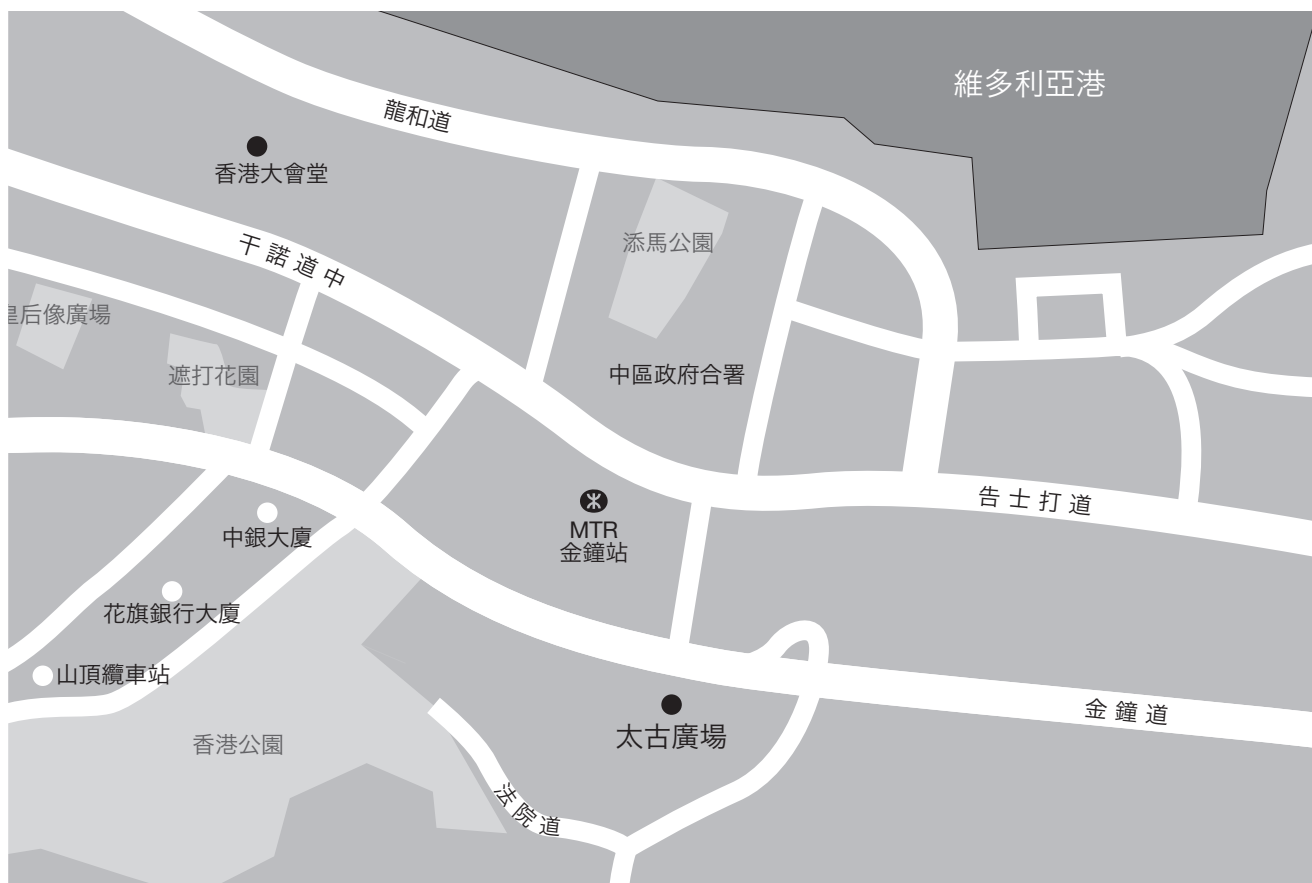 維多利亞港
龍和道
香港大會堂
添馬公園
干諾道中
皇后像廣場
遮打花園
中區政府合署
告士打道
MTR
金鐘站
中銀大廈
花旗銀行大廈
山頂纜車站
金鐘道
太古廣場
香港公園
法院道